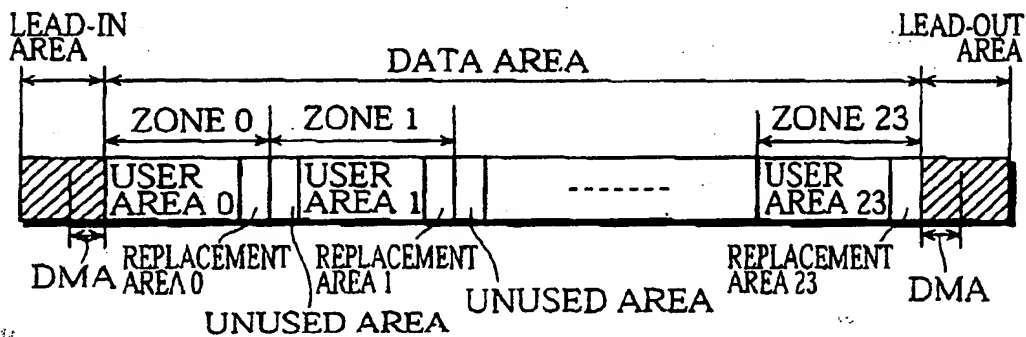 LEAD-IN
AREA
DATA AREA
LEAD-OUT
AREA
ZONE 0
ZONE 1
ZONE 23
USER
AREA 0
USER
AREA 1
USER
AREA 23
DMA
REPLACEMENT
AREA 0
UNUSED AREA
REPLACEMENT
AREA 1
UNUSED AREA
REPLACEMENT
AREA 23
DMA